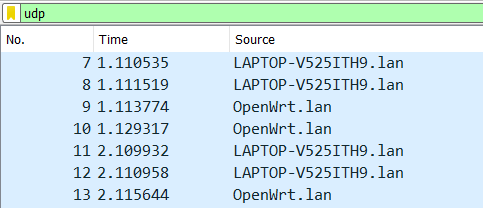 udp
No. Time Source
7 1.110535 LAPTOP-V525ITH9.lan
8 1.111519 LAPTOP-V525ITH9.lan
9 1.113774 OpenWrt.lan
10 1.129317 OpenWrt.lan
11 2.109932 LAPTOP-V525ITH9.lan
12 2.110958 LAPTOP-V525ITH9.lan
13 2.115644 OpenWrt.lan